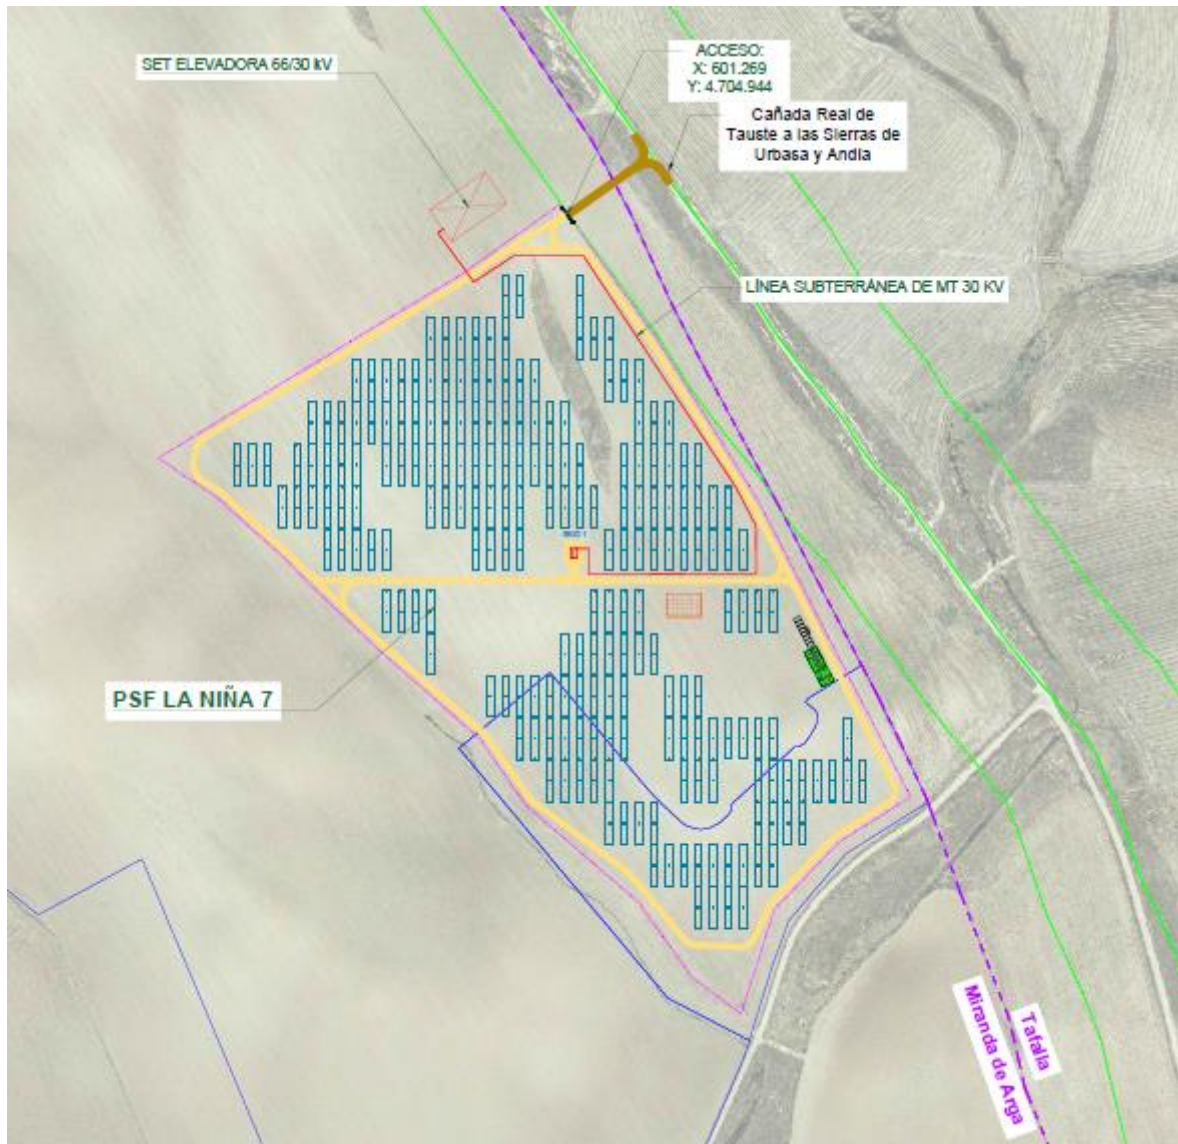 SET ELEVADORA 66/30 kV
ACCESO:
X: 601.269
Y: 4.704.944
Cañada Real de
Tauste a las Sierras de
Urbasa y Andia
LÍNEA SUBTERRÁNEA DE MT 30 KV
PSF LA NIÑA 7
Miranda de Arga
Tafalla